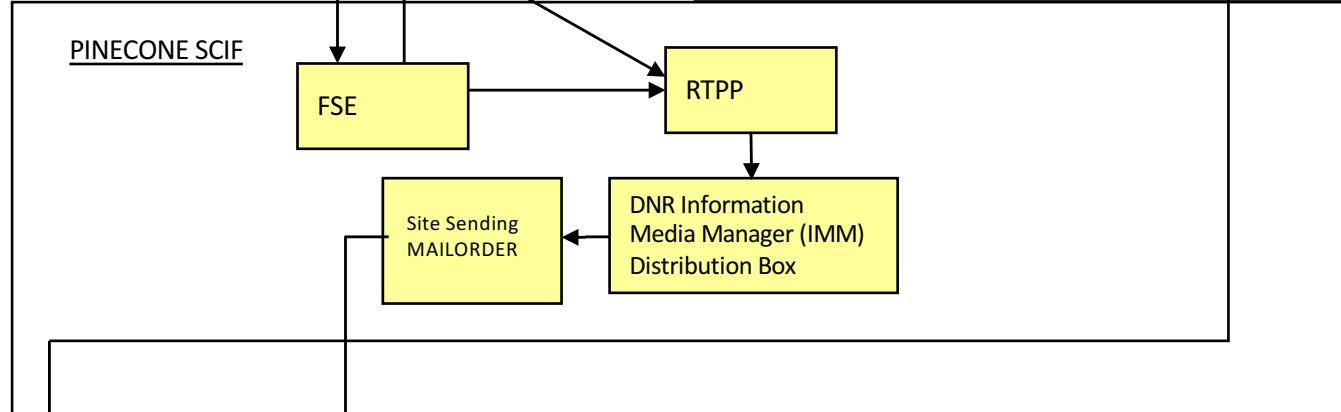 PINECONE SCIF
FSE
RTPP
Site Sending
MAILORDER
DNR Information
Media Manager (IMM)
Distribution Box